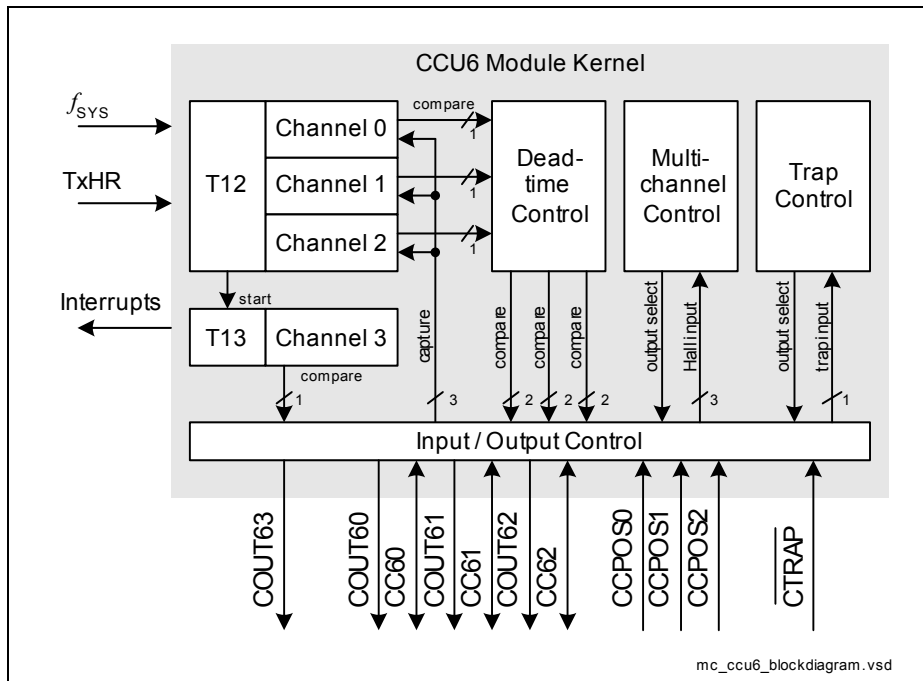 CCU6 Module Kernel
fSYS
TxHR
Interrupts
T12
Channel 0
Channel 1
Channel 2
compare
1
1
1
Dead-
time
Control
Multi-
channel
Control
Trap
Control
start
T13
Channel 3
compare
1
capture
3
compare
2
compare
2
compare
2
output select
Hall input
3
output select
trap input
1
Input / Output Control
COUT63
COUT60
CC60
COUT61
CC61
COUT62
CC62
CCPOS0
CCPOS1
CCPOS2
CTRAP
mc_ccu6_blockdiagram.vsd